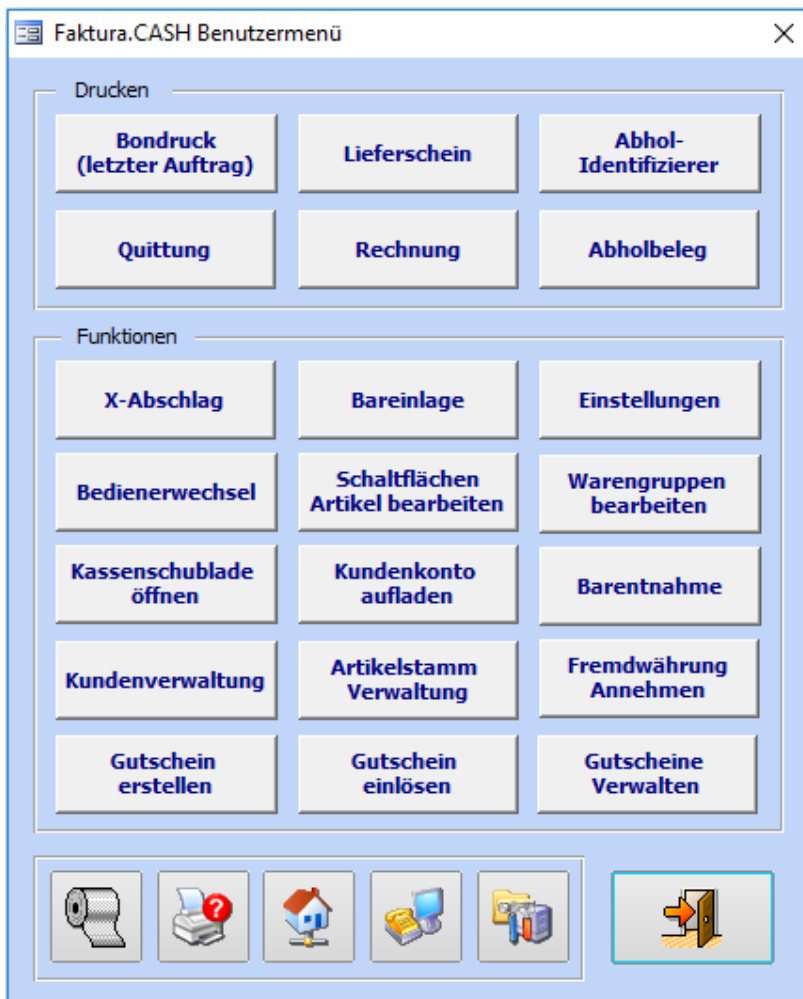 Faktura.CASH Benutzermenü
Drucken
Bondruck
(letzter Auftrag)
Lieferschein
Abhol-
Identifizierer
Quittung
Rechnung
Abholbeleg
Funktionen
X-Abschlag
Bareinlage
Einstellungen
Bedienerwechsel
Schaltflächen
Artikel bearbeiten
Warengruppen
bearbeiten
Kassenschublade
öffnen
Kundenkonto
aufladen
Barentnahme
Kundenverwaltung
Artikelstamm
Verwaltung
Fremdwährung
Annehmen
Gutschein
erstellen
Gutschein
einlösen
Gutscheine
Verwalten
?